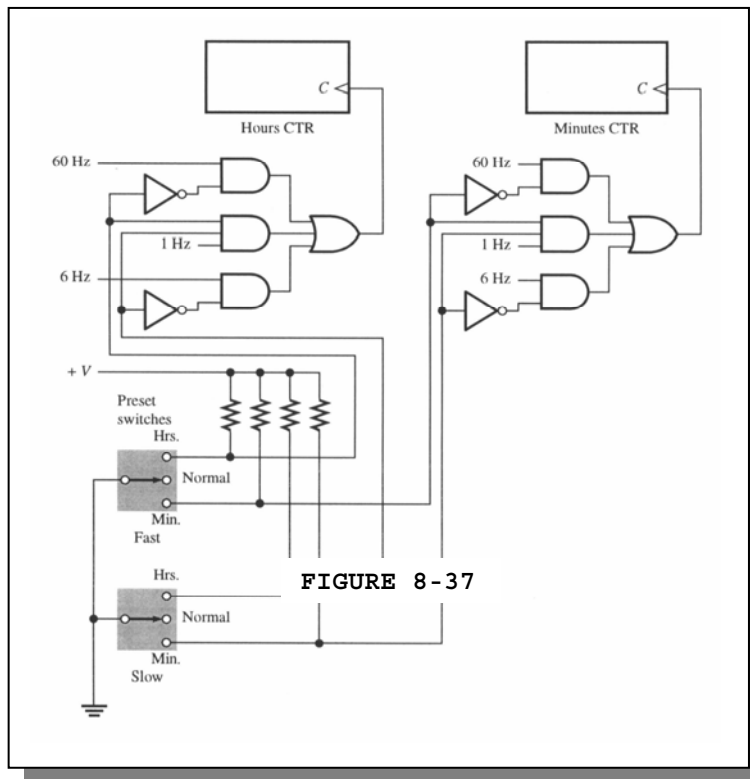 C
C
Hours CTR
Minutes CTR
60 Hz
60 Hz
1 Hz
1 Hz
6 Hz
6 Hz
+ V
Preset
switches
Hrs.
Normal
Min.
Fast
FIGURE 8-37
Hrs.
Normal
Min.
Slow